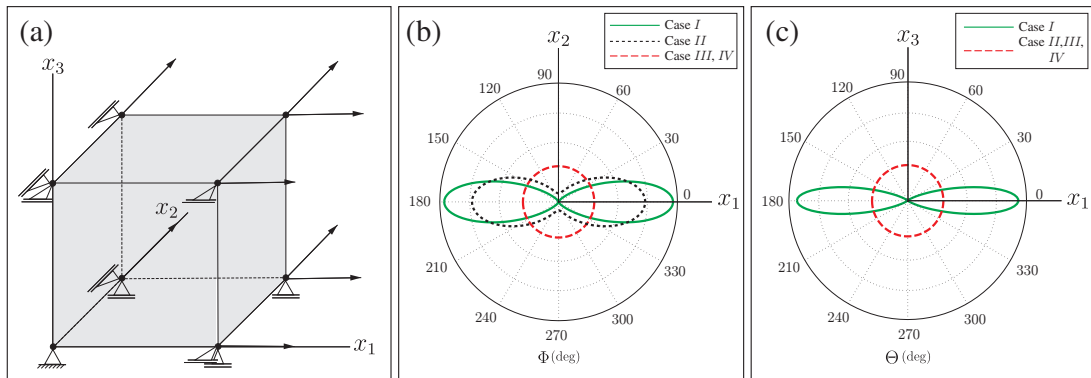 (a)
x3
x2
x1
(b)
Case I
Case II
Case III, IV
x2
90
120
60
150
30
180
0
x1
210
330
240
300
270
Φ(deg)
(c)
Case I
Case II,III,
IV
x3
90
120
60
150
30
180
0
x1
210
330
240
300
270
Θ(deg)